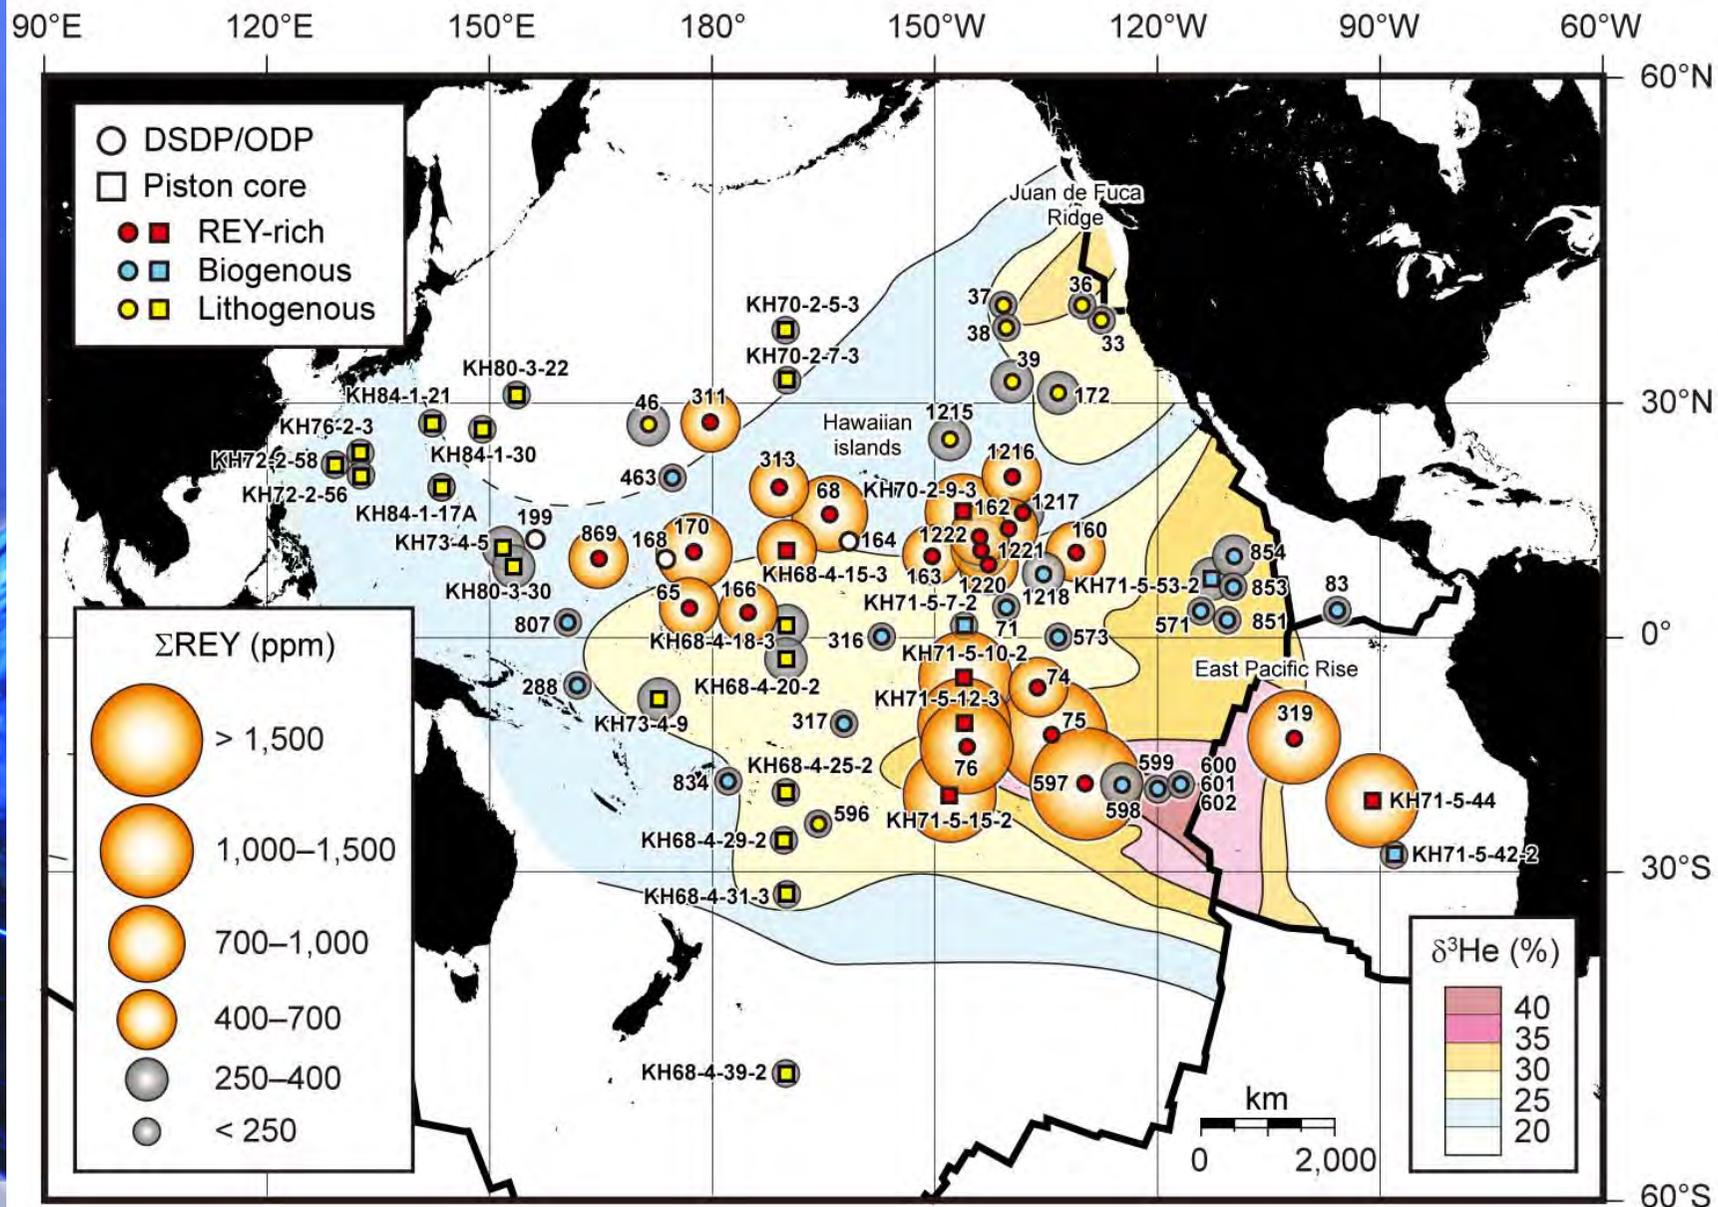 90°E 120°E 150°E 180° 150°W 120°W 90°W 60°W
60°N
30°N
0°
30°S
60°S
DSDP/ODP
Piston core
REY-rich
Biogenous
Lithogenous
Juan de Fuca
Ridge
37
36
38
33
KH70-2-5-3
KH70-2-7-3
39
172
KH80-3-22
KH84-1-21
46
311
1215
Hawaiian
islands
KH76-2-3
KH72-2-58
KH84-1-30
KH72-2-56
463
313
1216
68
KH70-2-9-3
162
1217
KH84-1-17A
199
869
168
170
164
1222
160
KH73-4-5
163
1221
1220
KH68-4-15-3
KH80-3-30
65
166
1218
KH71-5-53-2
854
853
83
KH71-5-7-2
71
571
851
807
KH68-4-18-3
316
573
KH71-5-10-2
East Pacific Rise
288
KH68-4-20-2
74
KH71-5-12-3
KH73-4-9
317
75
319
76
KH68-4-25-2
834
597
598
599
600
601
602
596
KH71-5-15-2
KH71-5-44
KH68-4-29-2
KH71-5-42-2
KH68-4-31-3
KH68-4-39-2
ΣREY (ppm)
> 1,500
1,000–1,500
700–1,000
400–700
250–400
< 250
km
0 2,000
δ³He (%)
40
35
30
25
20